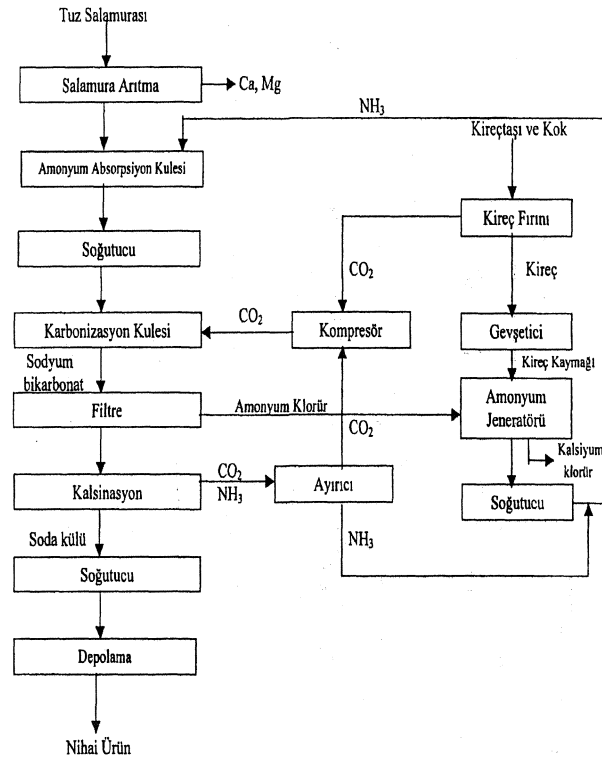 Tuz Salamurası
Salamura Arıtma
Ca, Mg
NH3
Kireçtaşı ve Kok
Amonyum Absorpsiyon Kulesi
Kireç Fırını
Soğutucu
CO2
Kireç
Karbonizasyon Kulesi
CO2
Kompresör
Gevşetici
Sodyum
bikarbonat
Kireç Kaymağı
Filtre
Amonyum Klorür
CO2
Amonyum
Jeneratörü
Kalsiyum
klorür
Kalsinasyon
CO2
NH3
Ayırıcı
Soğutucu
Soda külü
NH3
Soğutucu
Depolama
Nihai Ürün